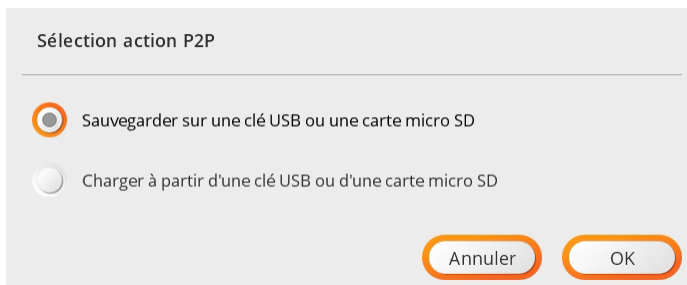 Sélection action P2P
Sauvegarder sur une clé USB ou une carte micro SD
Charger à partir d'une clé USB ou d'une carte micro SD
Annuler
OK